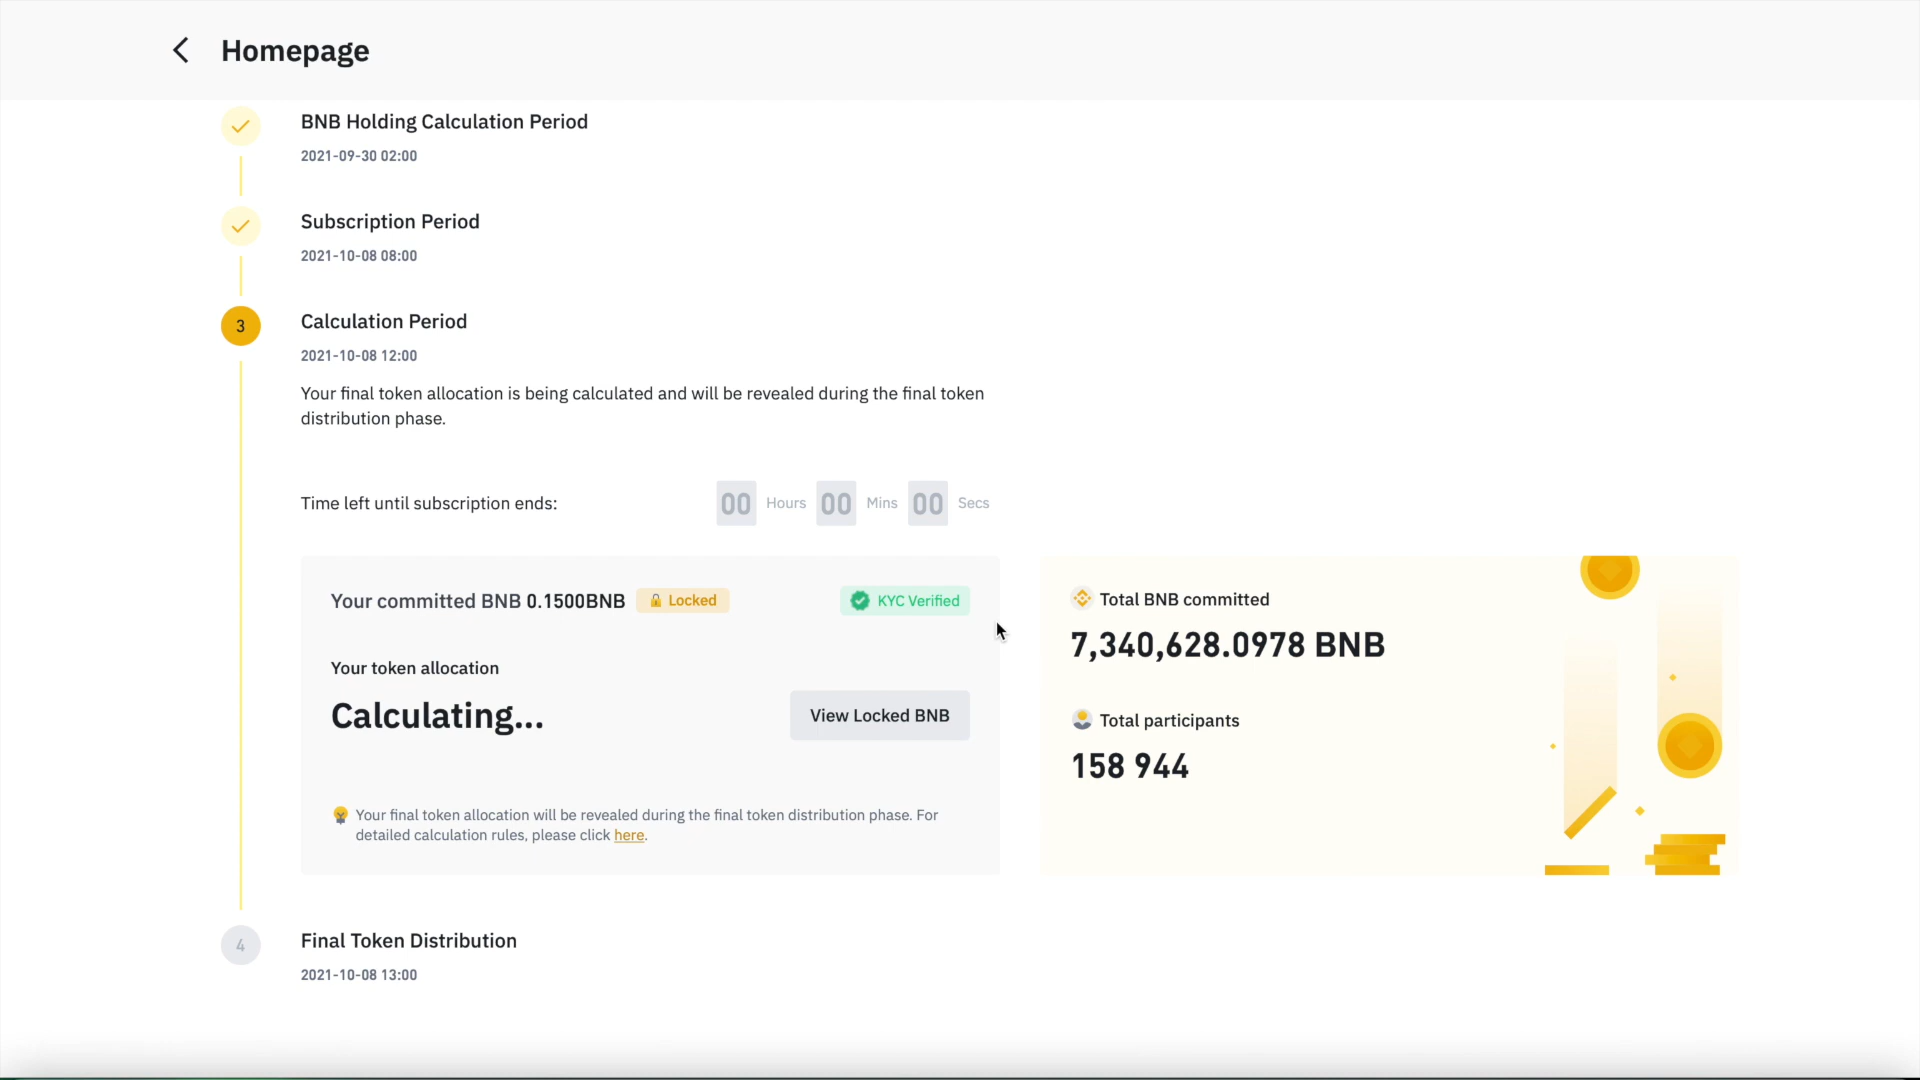 Homepage
BNB Holding Calculation Period
2021-09-30 02:00
Subscription Period
2021-10-08 08:00
3
Calculation Period
2021-10-08 12:00
Your final token allocation is being calculated and will be revealed during the final token
distribution phase.
Time left until subscription ends:
00 Hours 00 Mins 00 Secs
Your committed BNB 0.1500BNB Locked
KYC Verified
Your token allocation
Calculating...
View Locked BNB
Your final token allocation will be revealed during the final token distribution phase. For
detailed calculation rules, please click here.
Total BNB committed
7,340,628.0978 BNB
Total participants
158 944
4
Final Token Distribution
2021-10-08 13:00